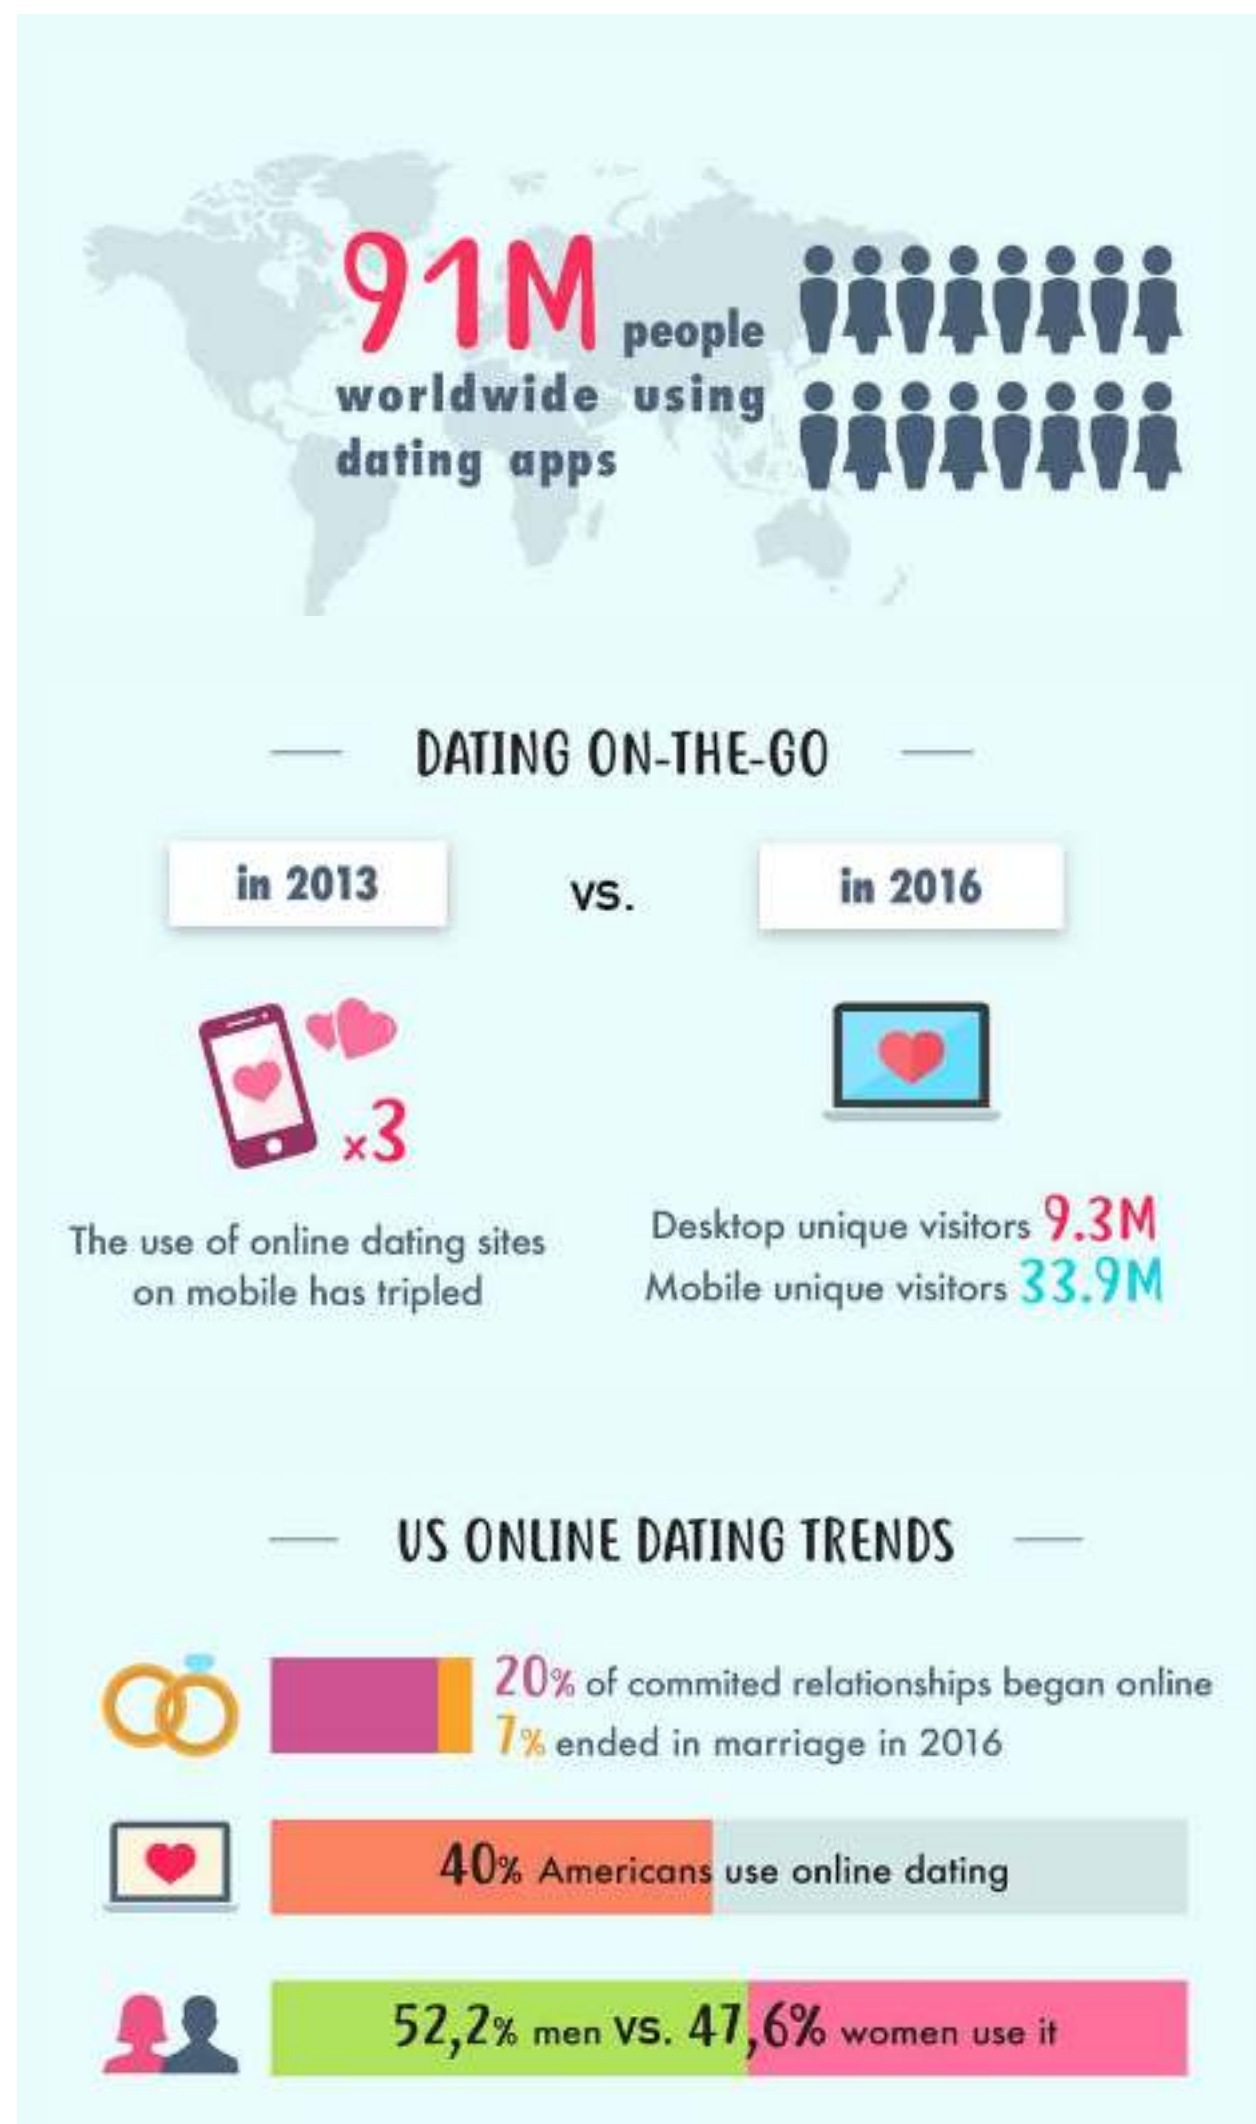 91M people
worldwide using
dating apps
DATING ON-THE-GO
in 2013
vs.
in 2016
x3
The use of online dating sites
on mobile has tripled
Desktop unique visitors 9.3M
Mobile unique visitors 33.9M
US ONLINE DATING TRENDS
20% of commited relationships began online
7% ended in marriage in 2016
40% Americans use online dating
52,2% men vs. 47,6% women use it